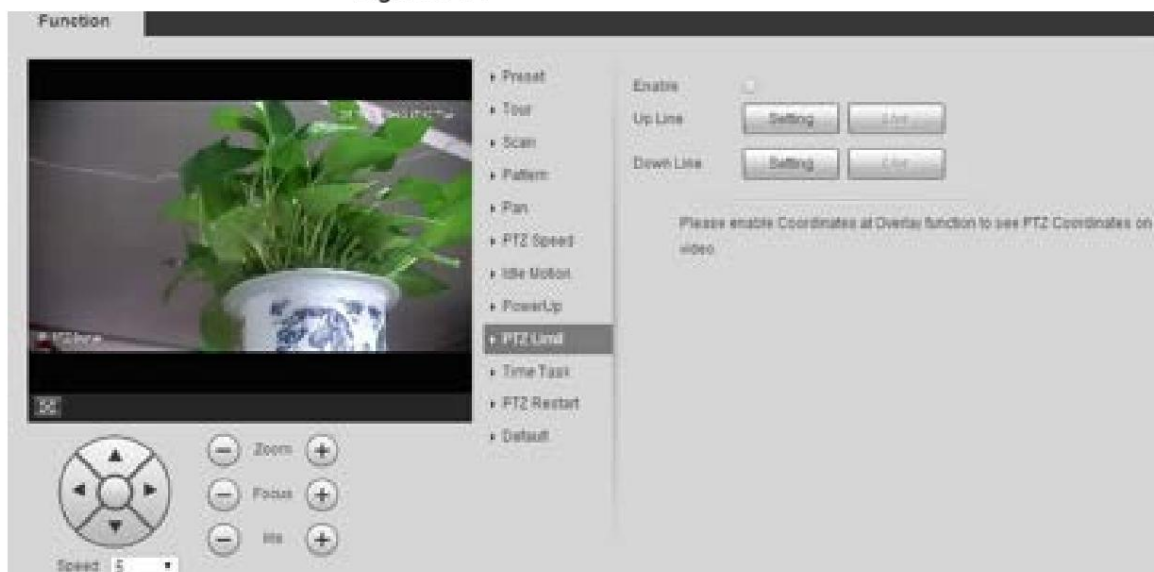 Function
Preset
Tour
Scan
Pattern
Pan
PTZ Speed
Idle Motion
PowerUp
PTZ Limit
Time Task
PTZ Restart
Default
Enable
Up Line
Setting
Live
Down Line
Setting
Live
Please enable Coordinates at Overlay function to see PTZ Coordinates on
video.
Zoom
Focus
Iris
Speed 5